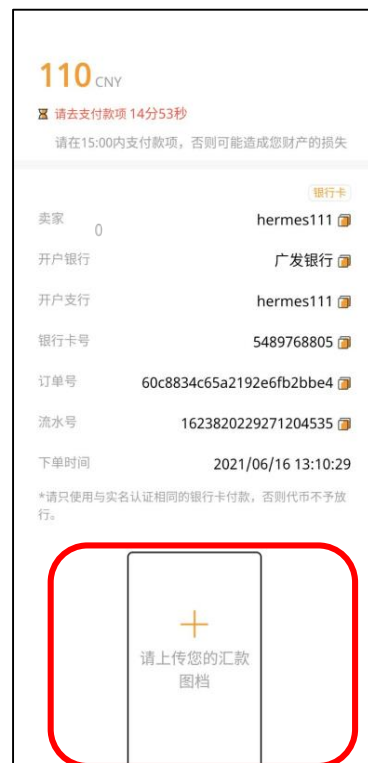 110 CNY
请去支付款项 14分53秒
请在15:00内支付款项，否则可能造成您财产的损失
银行卡
卖家 hermes111
0
开户银行 广发银行
开户支行 hermes111
银行卡号 5489768805
订单号 60c8834c65a2192e6fb2bbe4
流水号 1623820229271204535
下单时间 2021/06/16 13:10:29
*请只使用与实名认证相同的银行卡付款，否则代币不予放
行。
请上传您的汇款
图档